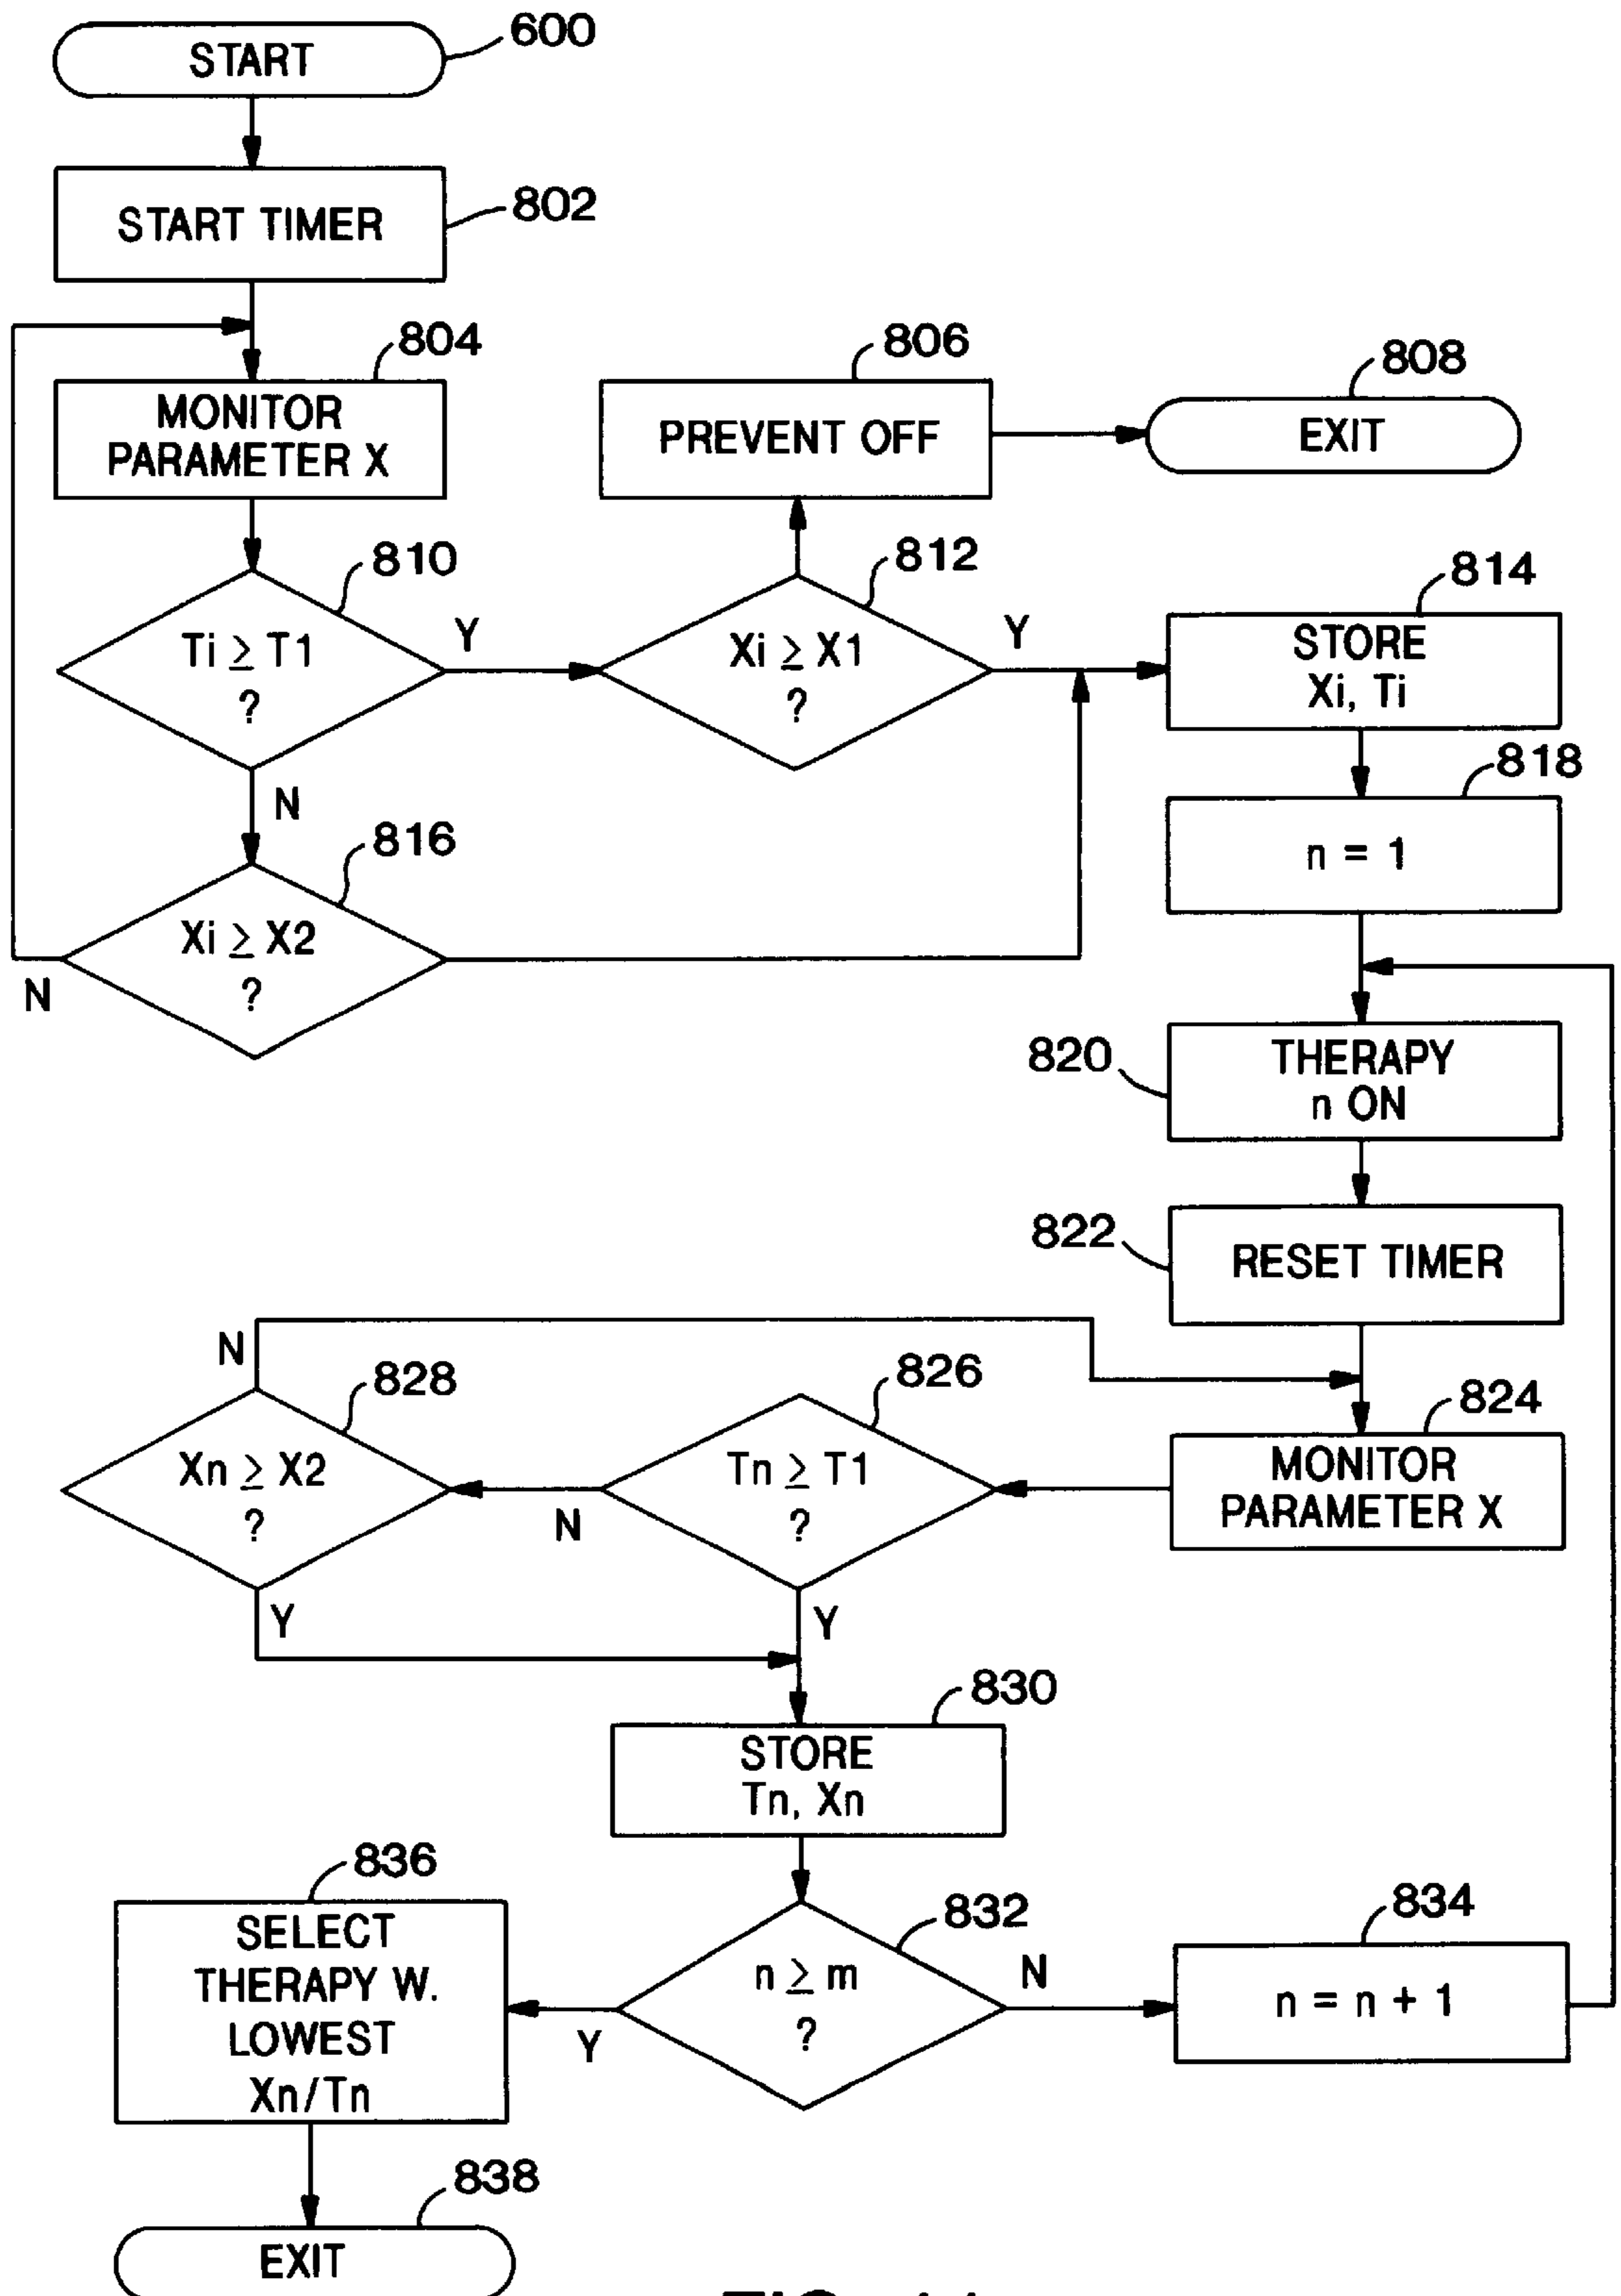 START
600
START TIMER
802
804
MONITOR
PARAMETER X
806
PREVENT OFF
808
EXIT
810
Ti ≥ T1
?
Y
N
812
Xi ≥ X1
?
Y
814
STORE
Xi, Ti
816
Xi ≥ X2
?
N
818
n = 1
820
THERAPY
n ON
822
RESET TIMER
824
MONITOR
PARAMETER X
826
Tn ≥ T1
?
N
Y
828
N
Xn ≥ X2
?
Y
830
STORE
Tn, Xn
832
n ≥ m
?
N
Y
834
n = n + 1
836
SELECT
THERAPY W.
LOWEST
Xn/Tn
838
EXIT